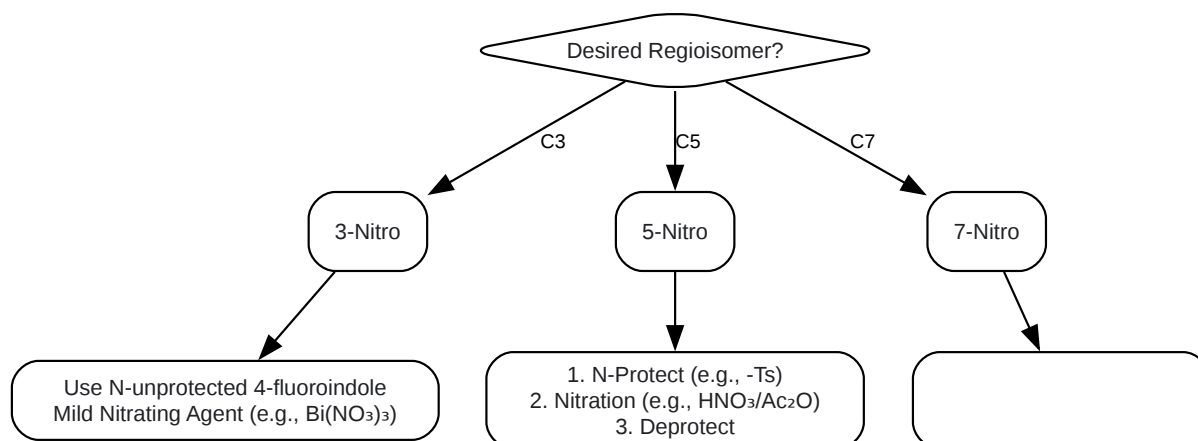 Desired Regioisomer?
C3
C5
C7
3-Nitro
5-Nitro
7-Nitro
Use N-unprotected 4-fluoroindole
Mild Nitrating Agent (e.g., Bi(NO₃)₃)
1. N-Protect (e.g., -Ts)
2. Nitration (e.g., HNO₃/Ac₂O)
3. Deprotect